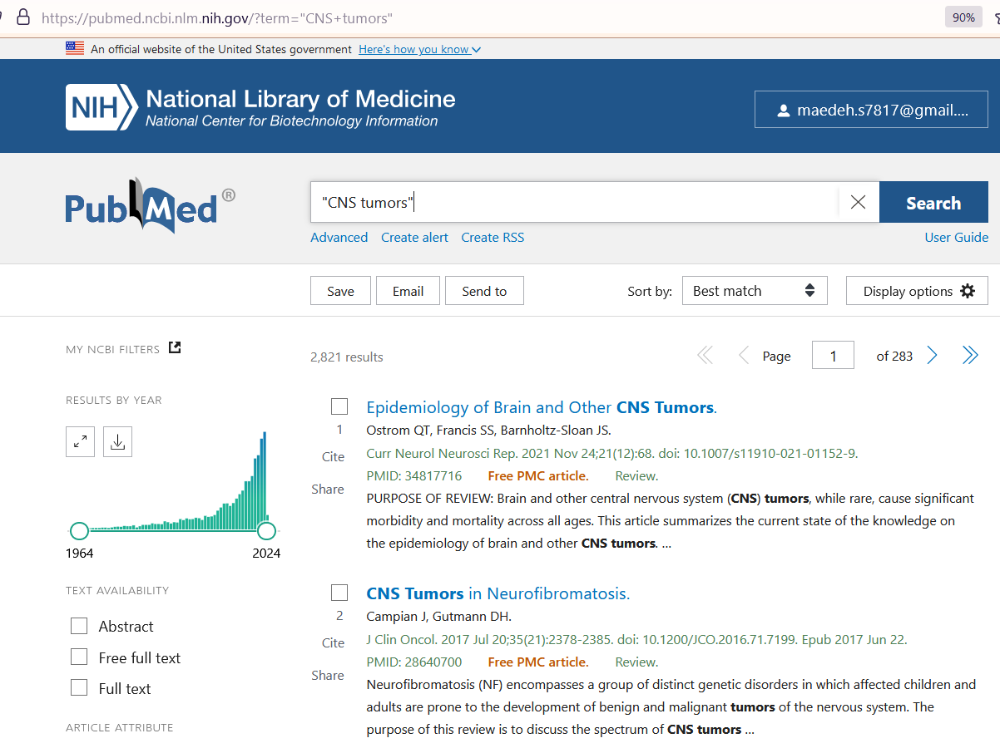 https://pubmed.ncbi.nlm.nih.gov/?term="CNS+tumors"
90%
An official website of the United States government Here's how you know
NIH National Library of Medicine
National Center for Biotechnology Information
maedeh.s7817@gmail....
PubMed®
"CNS tumors"
Search
Advanced Create alert Create RSS
User Guide
Save Email Send to
Sort by: Best match
Display options
MY NCBI FILTERS
2,821 results
Page 1 of 283
RESULTS BY YEAR
1964 2024
TEXT AVAILABILITY
Abstract
Free full text
Full text
ARTICLE ATTRIBUTE
Epidemiology of Brain and Other CNS Tumors.
1
Ostrom QT, Francis SS, Barnholtz-Sloan JS.
Cite
Curr Neurol Neurosci Rep. 2021 Nov 24;21(12):68. doi: 10.1007/s11910-021-01152-9.
PMID: 34817716 Free PMC article. Review.
Share
PURPOSE OF REVIEW: Brain and other central nervous system (CNS) tumors, while rare, cause significant
morbidity and mortality across all ages. This article summarizes the current state of the knowledge on
the epidemiology of brain and other CNS tumors. ...
CNS Tumors in Neurofibromatosis.
2
Campian J, Gutmann DH.
Cite
J Clin Oncol. 2017 Jul 20;35(21):2378-2385. doi: 10.1200/JCO.2016.71.7199. Epub 2017 Jun 22.
PMID: 28640700 Free PMC article. Review.
Share
Neurofibromatosis (NF) encompasses a group of distinct genetic disorders in which affected children and
adults are prone to the development of benign and malignant tumors of the nervous system. The
purpose of this review is to discuss the spectrum of CNS tumors ...